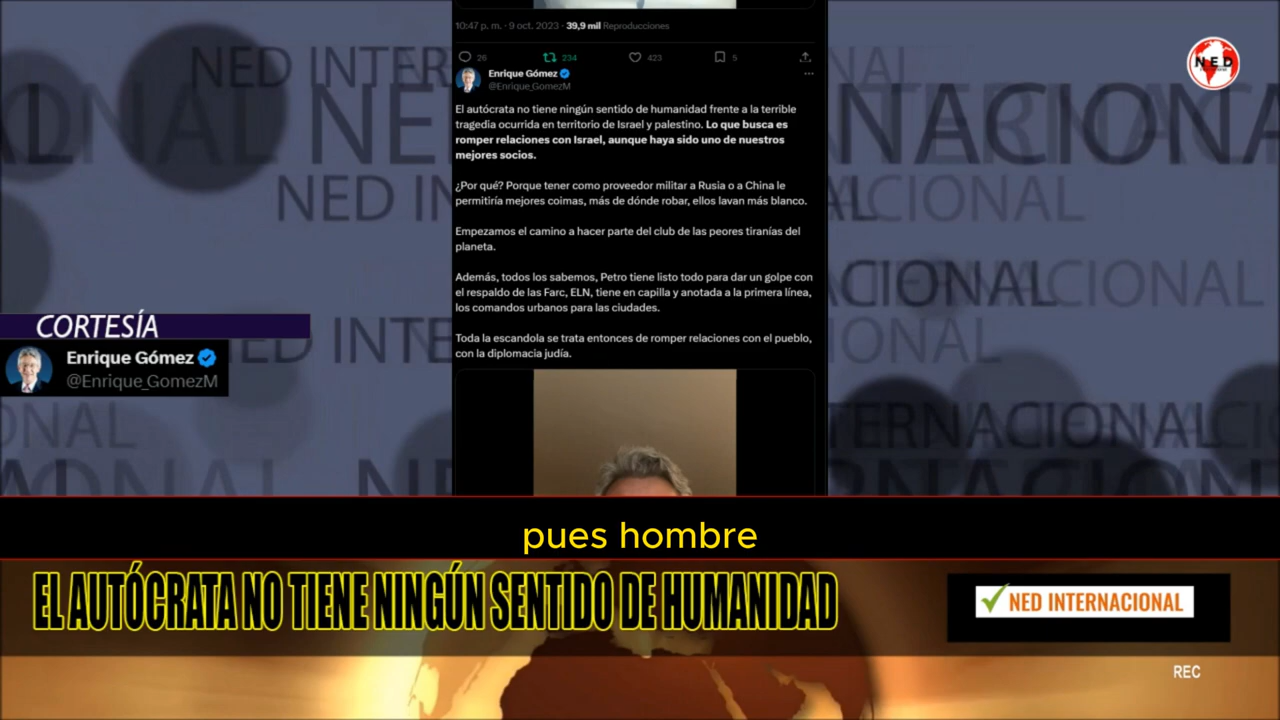 10:47 p. m. · 9 oct. 2023 · 39,9 mil Reproducciones
26 234 423 5
Enrique Gómez
@Enrique_GomezM
El autócrata no tiene ningún sentido de humanidad frente a la terrible
tragedia ocurrida en territorio de Israel y palestino. Lo que busca es
romper relaciones con Israel, aunque haya sido uno de nuestros
mejores socios.
¿Por qué? Porque tener como proveedor militar a Rusia o a China le
permitiría mejores coimas, más de dónde robar, ellos lavan más blanco.
Empezamos el camino a hacer parte del club de las peores tiranías del
planeta.
Además, todos los sabemos, Petro tiene listo todo para dar un golpe con
el respaldo de las Farc, ELN, tiene en capilla y anotada a la primera línea,
los comandos urbanos para las ciudades.
Toda la escandola se trata entonces de romper relaciones con el pueblo,
con la diplomacia judía.
NED
CORTESÍA
Enrique Gómez
@Enrique_GomezM
pues hombre
EL AUTÓCRATA NO TIENE NINGÚN SENTIDO DE HUMANIDAD
NED INTERNACIONAL
REC